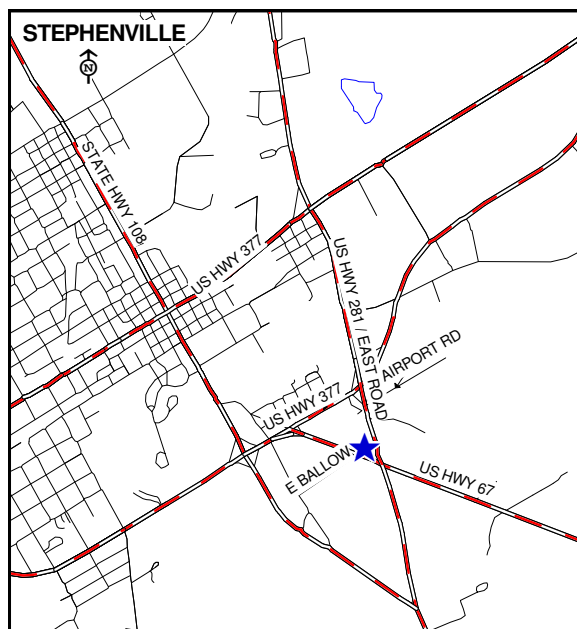 STEPHENVILLE
N
STATE HWY 108
US HWY 377
US HWY 281 / EAST ROAD
AIRPORT RD
US HWY 377
E BALLOW
US HWY 67